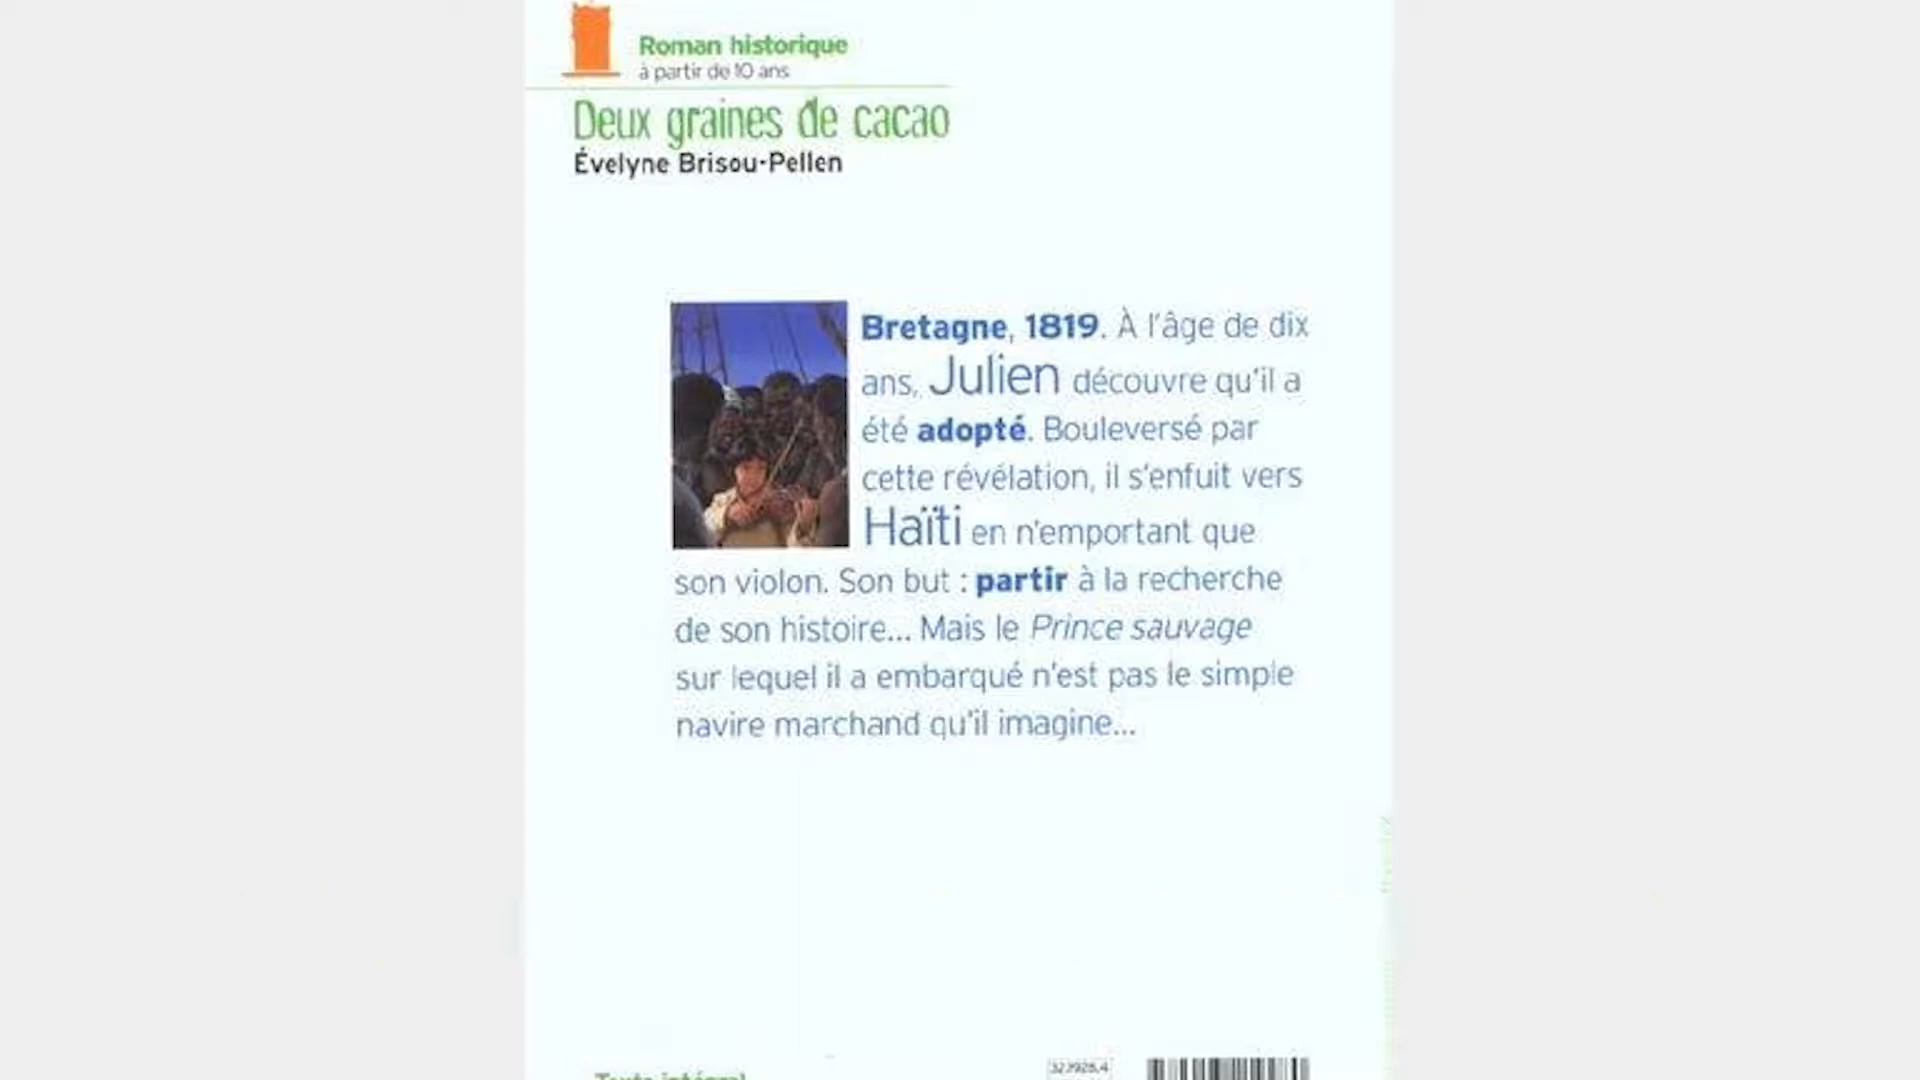 Roman historique
à partir de 10 ans
Deux graines de cacao
Évelyne Brisou-Pellen
Bretagne, 1819. À l'âge de dix
ans, Julien découvre qu'il a
été adopté. Bouleversé par
cette révélation, il s'enfuit vers
Haïti en n'emportant que
son violon. Son but : partir à la recherche
de son histoire... Mais le Prince sauvage
sur lequel il a embarqué n'est pas le simple
navire marchand qu'il imagine...
Texte intégral